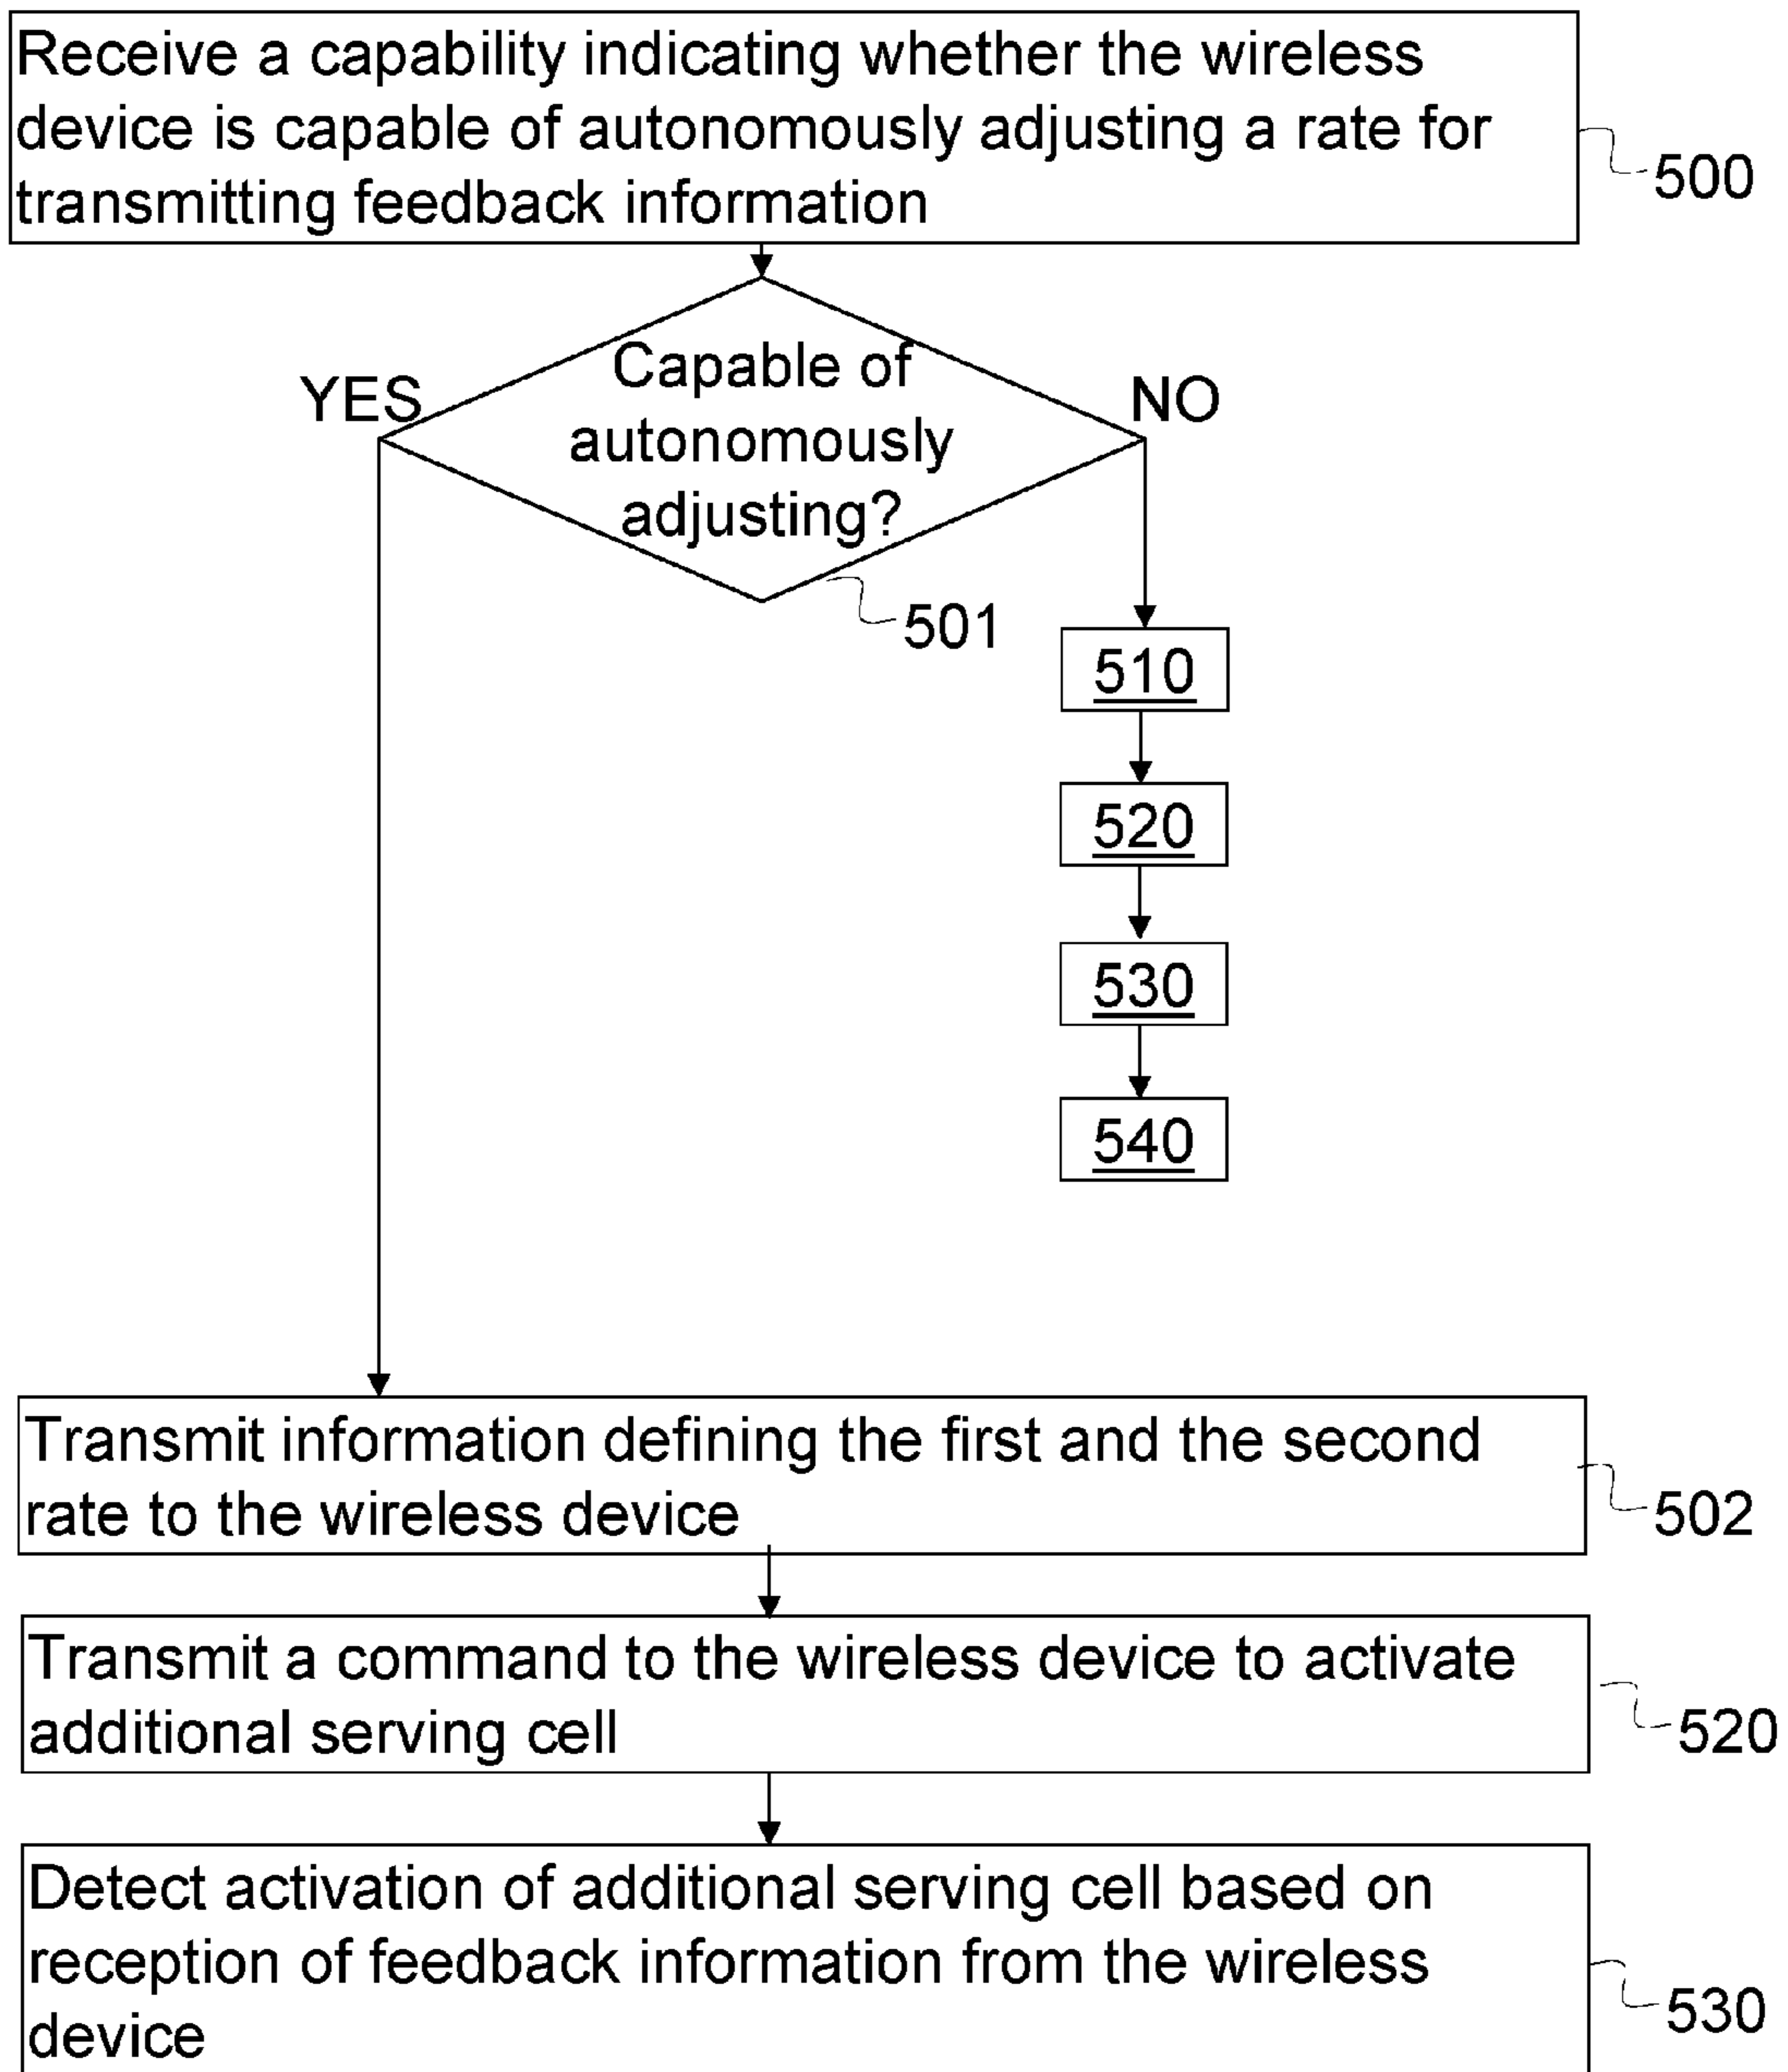 Receive a capability indicating whether the wireless
device is capable of autonomously adjusting a rate for
transmitting feedback information
500
YES
Capable of
autonomously
adjusting?
NO
501
510
520
530
540
Transmit information defining the first and the second
rate to the wireless device
502
Transmit a command to the wireless device to activate
additional serving cell
520
Detect activation of additional serving cell based on
reception of feedback information from the wireless
device
530